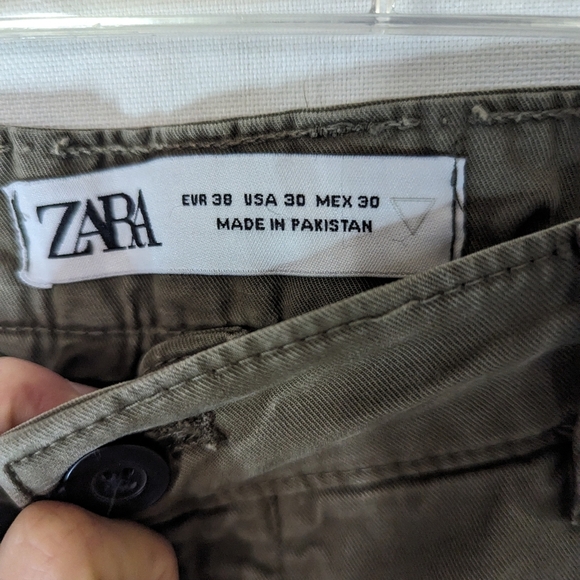 ZARA
EUR 38 USA 30 MEX 30
MADE IN PAKISTAN